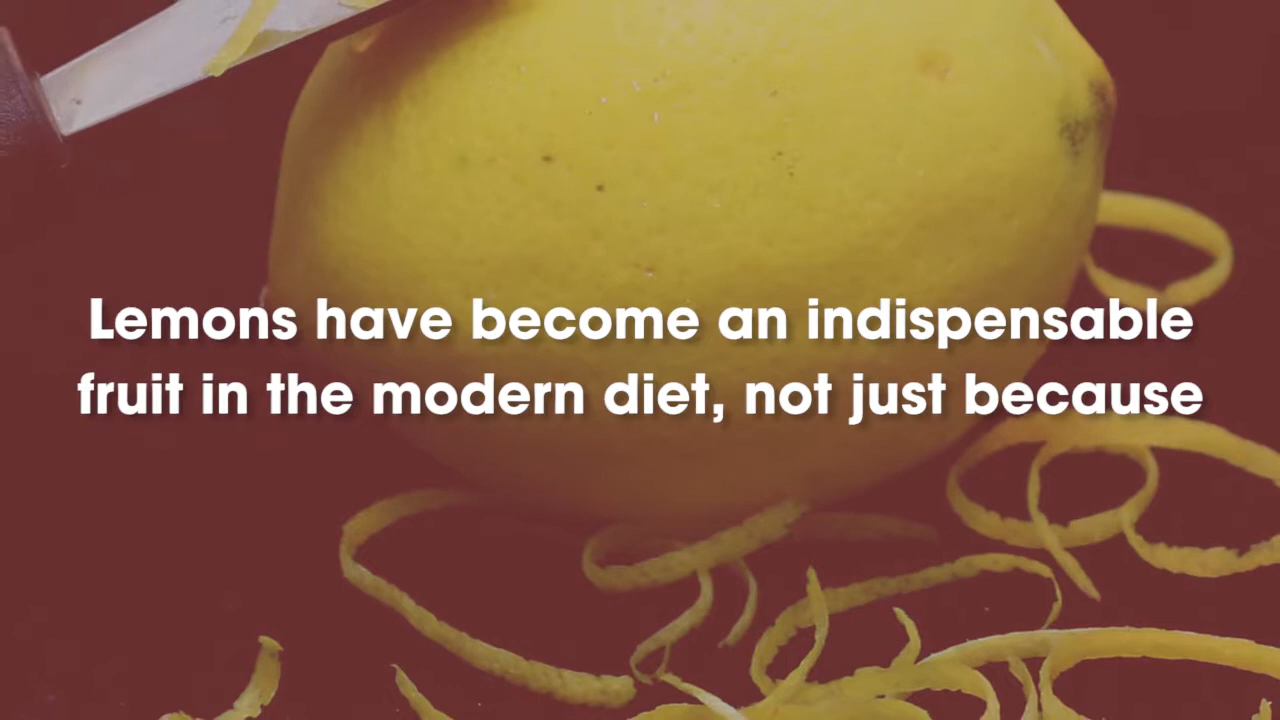 Lemons have become an indispensable
fruit in the modern diet, not just because